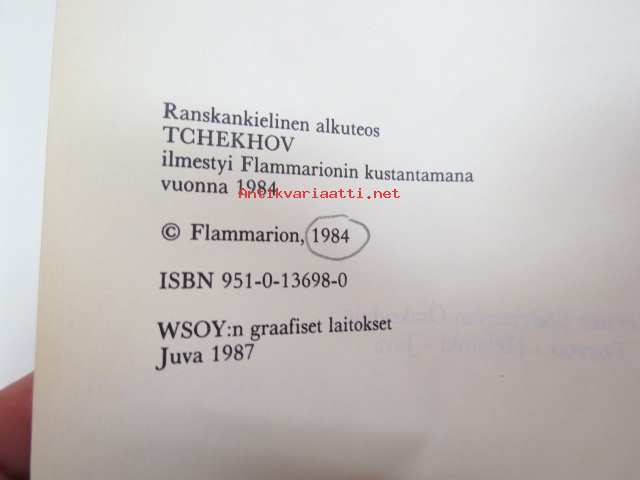 Ranskankielinen alkuteos
TCHEKHOV
ilmestyi Flammarionin kustantamana
vuonna 1984
Antikvariaatti.net
© Flammarion, 1984
ISBN 951-0-13698-0
WSOY:n graafiset laitokset
Juva 1987